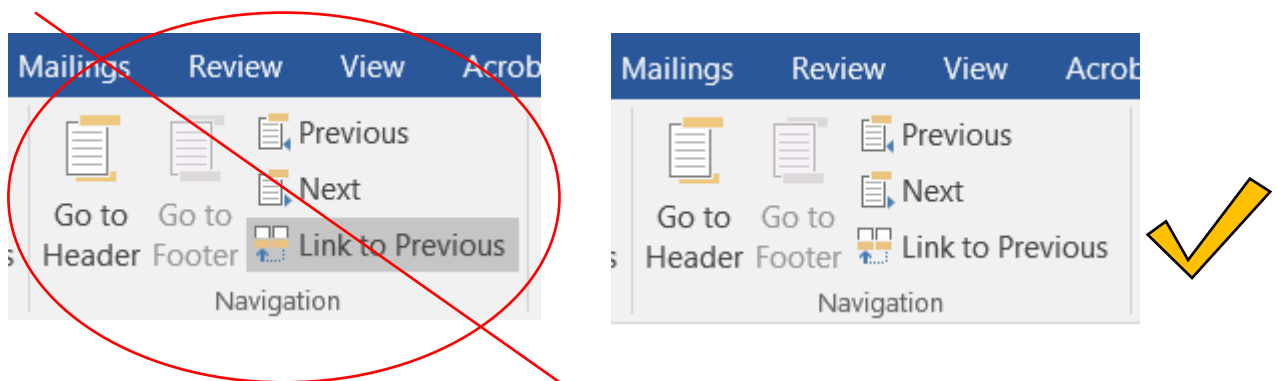 Mailings Review View Acrob
Previous
Next
Go to Header
Go to Footer
Link to Previous
Navigation
Mailings Review View Acrob
Previous
Next
Go to Header
Go to Footer
Link to Previous
Navigation